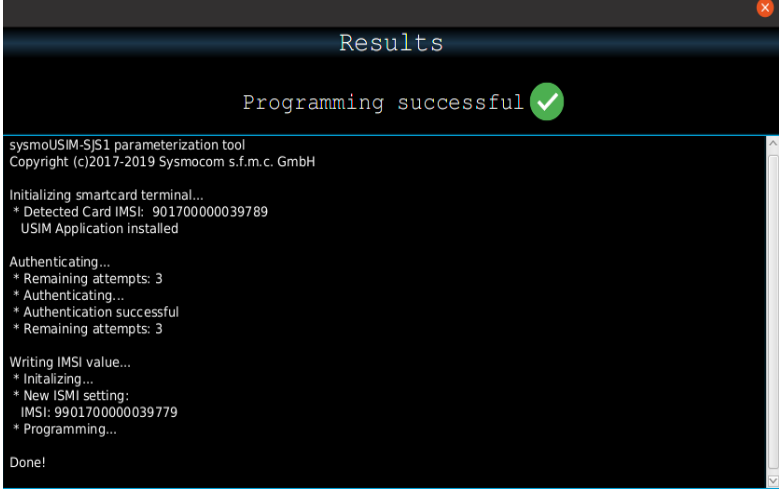 Results
Programming successful
sysmoUSIM-SJS1 parameterization tool
Copyright (c)2017-2019 Sysmocom s.f.m.c. GmbH
Initializing smartcard terminal...
* Detected Card IMSI: 901700000039789
USIM Application installed
Authenticating...
* Remaining attempts: 3
* Authenticating...
* Authentication successful
* Remaining attempts: 3
Writing IMSI value...
* Initalizing...
* New ISMI setting:
IMSI: 9901700000039779
* Programming...
Done!